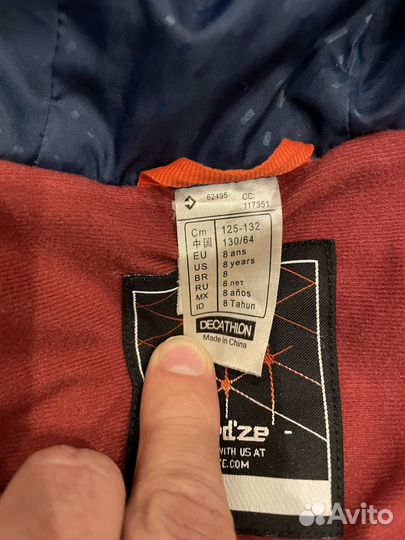 62495 CC:
117351
Cm 125-132
中国 130/64
EU 8 ans
US 8 years
BR 8
RU 8 лет
MX 8 años
ID 8 Tahun
DECATHLON
Made in China
d'ze
WITH US AT
ZE.COM
Avito